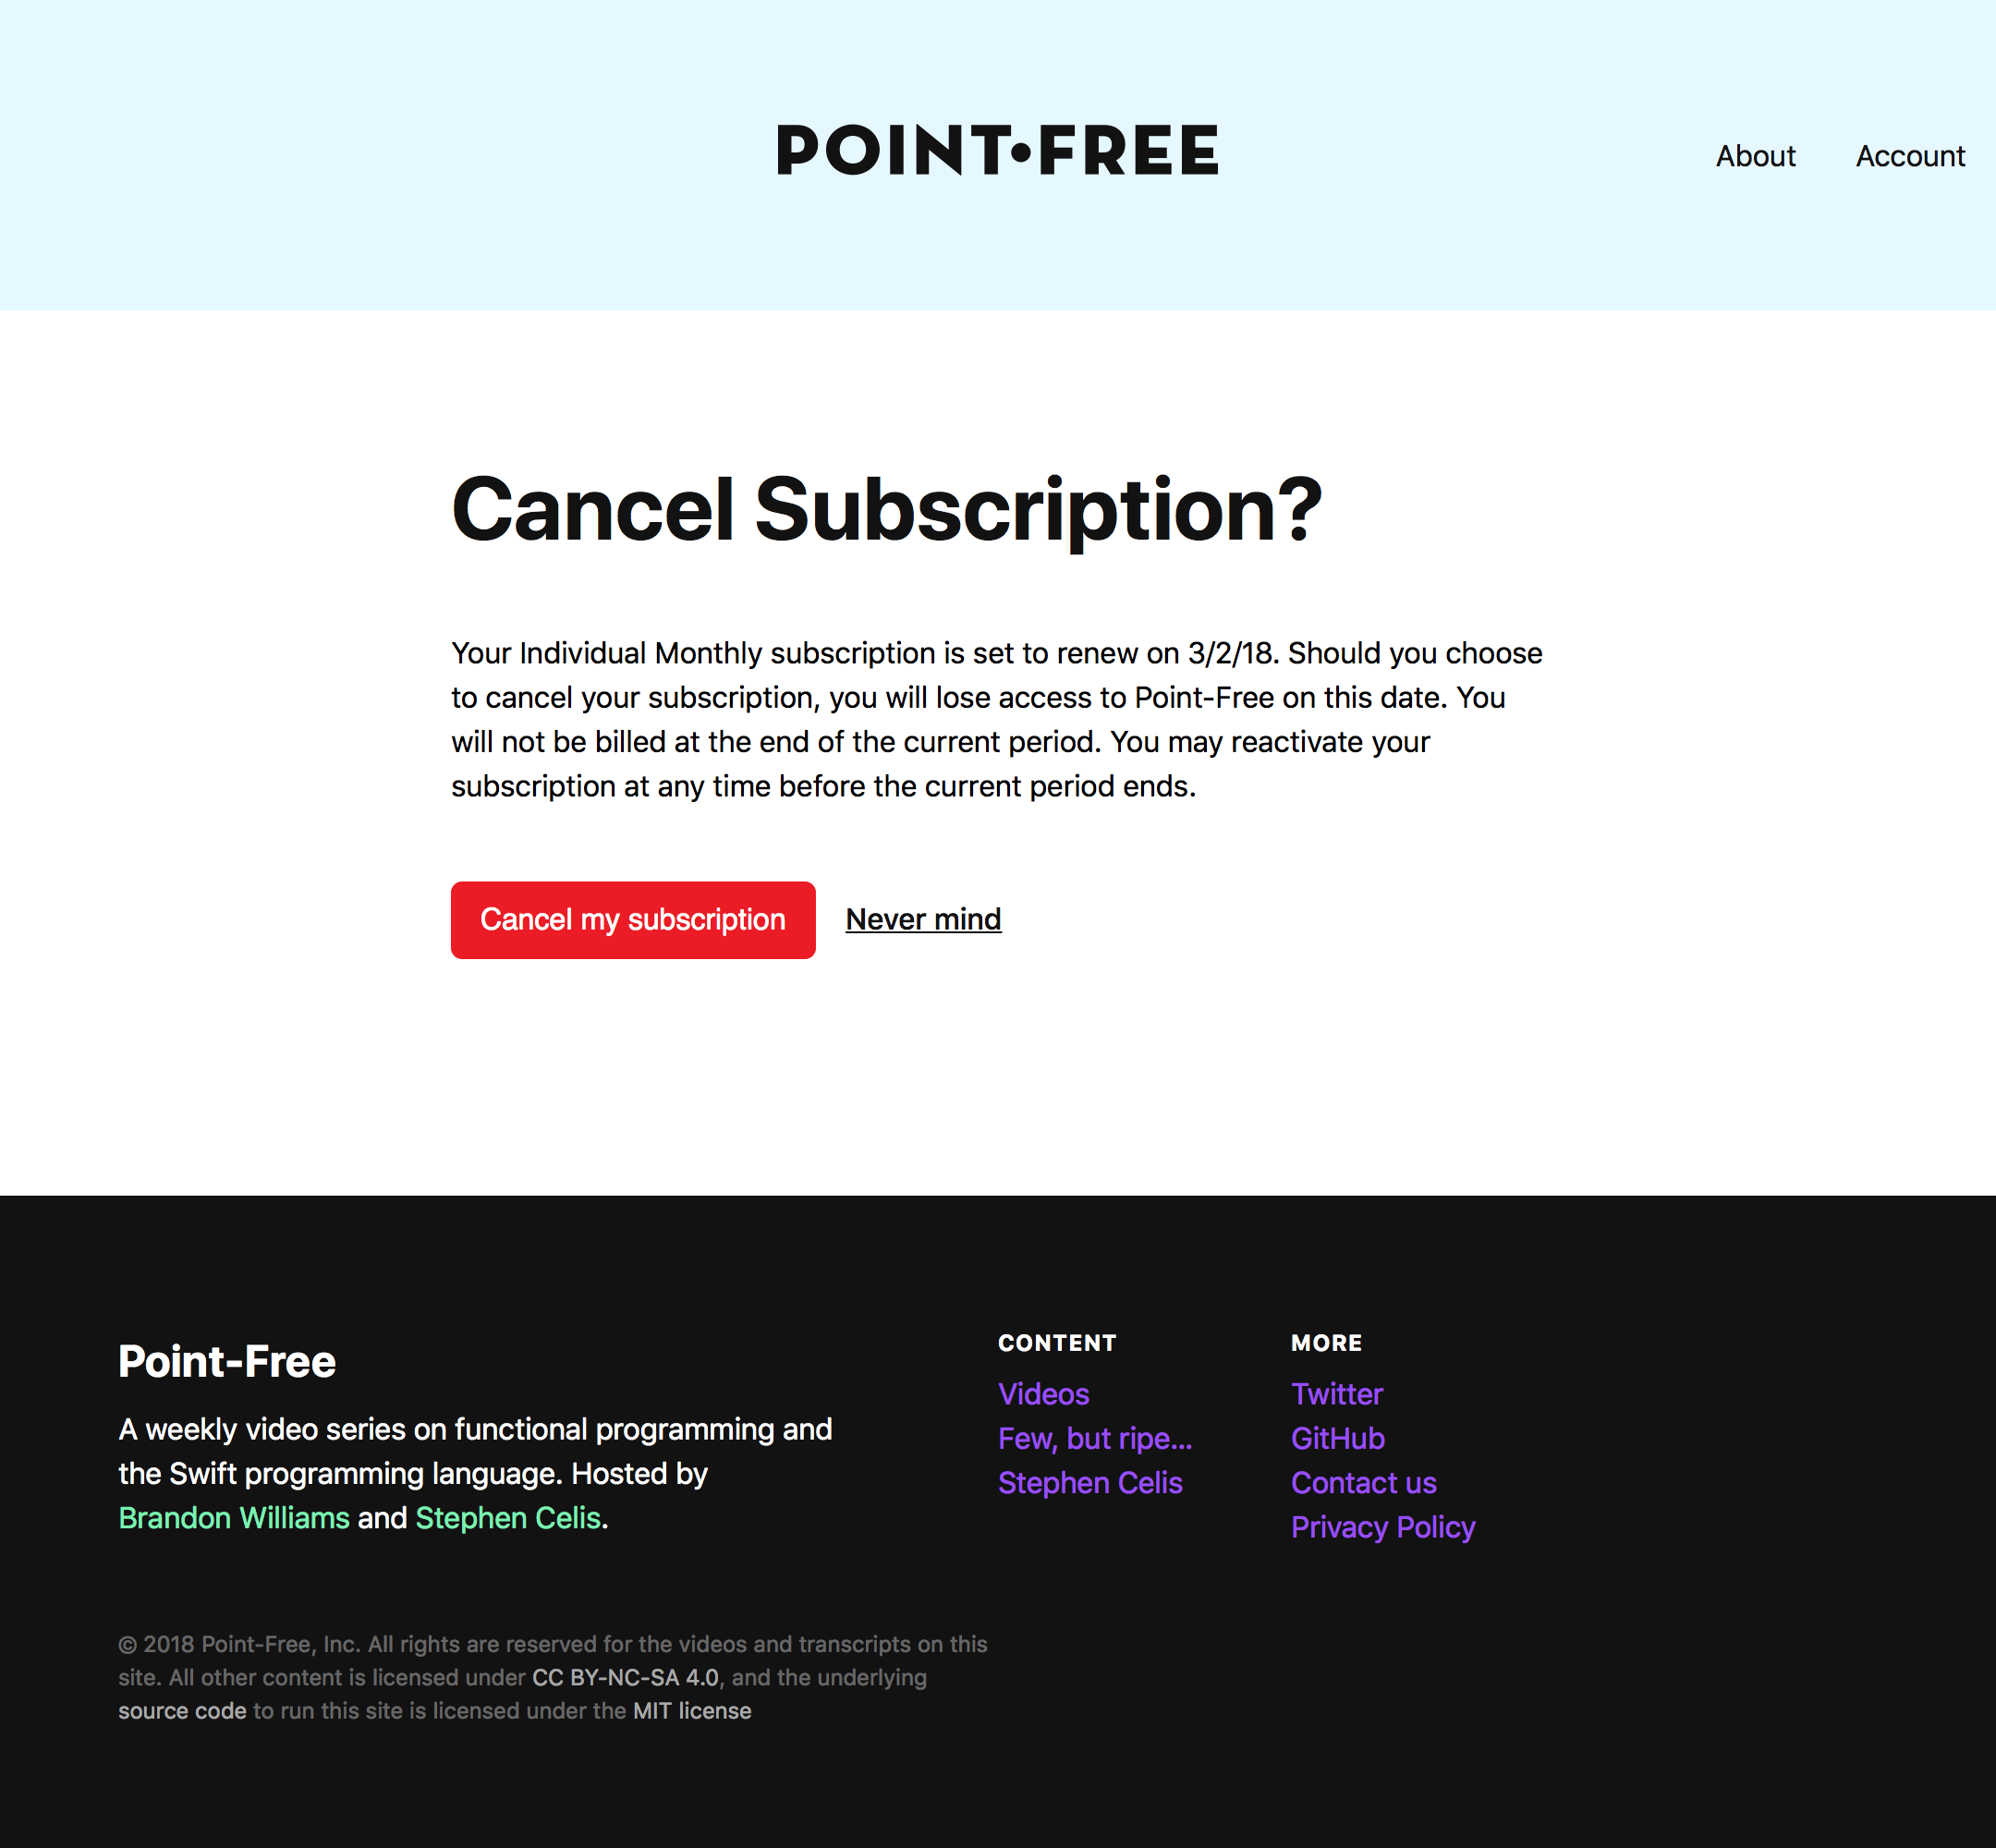 POINT•FREE
About
Account
Cancel Subscription?
Your Individual Monthly subscription is set to renew on 3/2/18. Should you choose
to cancel your subscription, you will lose access to Point-Free on this date. You
will not be billed at the end of the current period. You may reactivate your
subscription at any time before the current period ends.
Cancel my subscription
Never mind
Point-Free
A weekly video series on functional programming and
the Swift programming language. Hosted by
Brandon Williams and Stephen Celis.
CONTENT
Videos
Few, but ripe...
Stephen Celis
MORE
Twitter
GitHub
Contact us
Privacy Policy
© 2018 Point-Free, Inc. All rights are reserved for the videos and transcripts on this
site. All other content is licensed under CC BY-NC-SA 4.0, and the underlying
source code to run this site is licensed under the MIT license